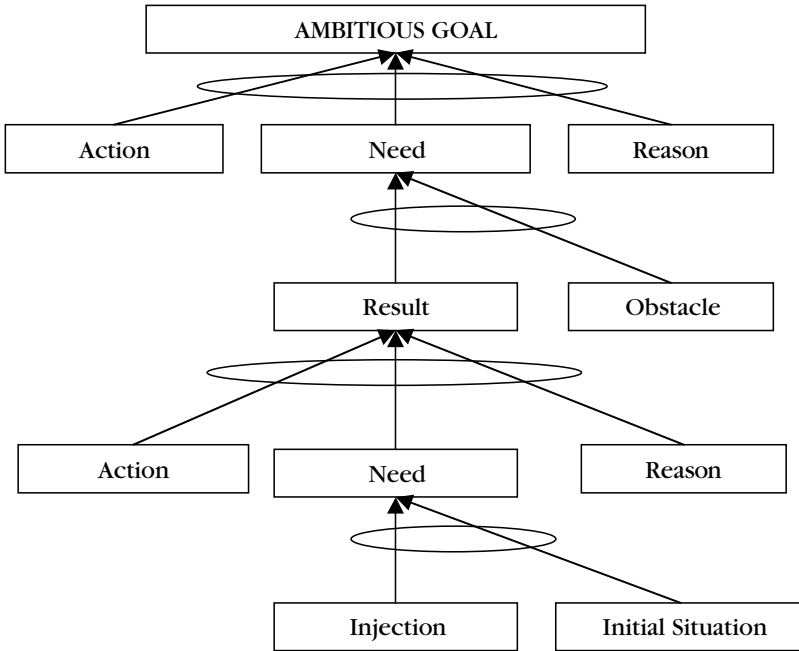 AMBITIOUS GOAL
Action
Need
Reason
Result
Obstacle
Action
Need
Reason
Injection
Initial Situation